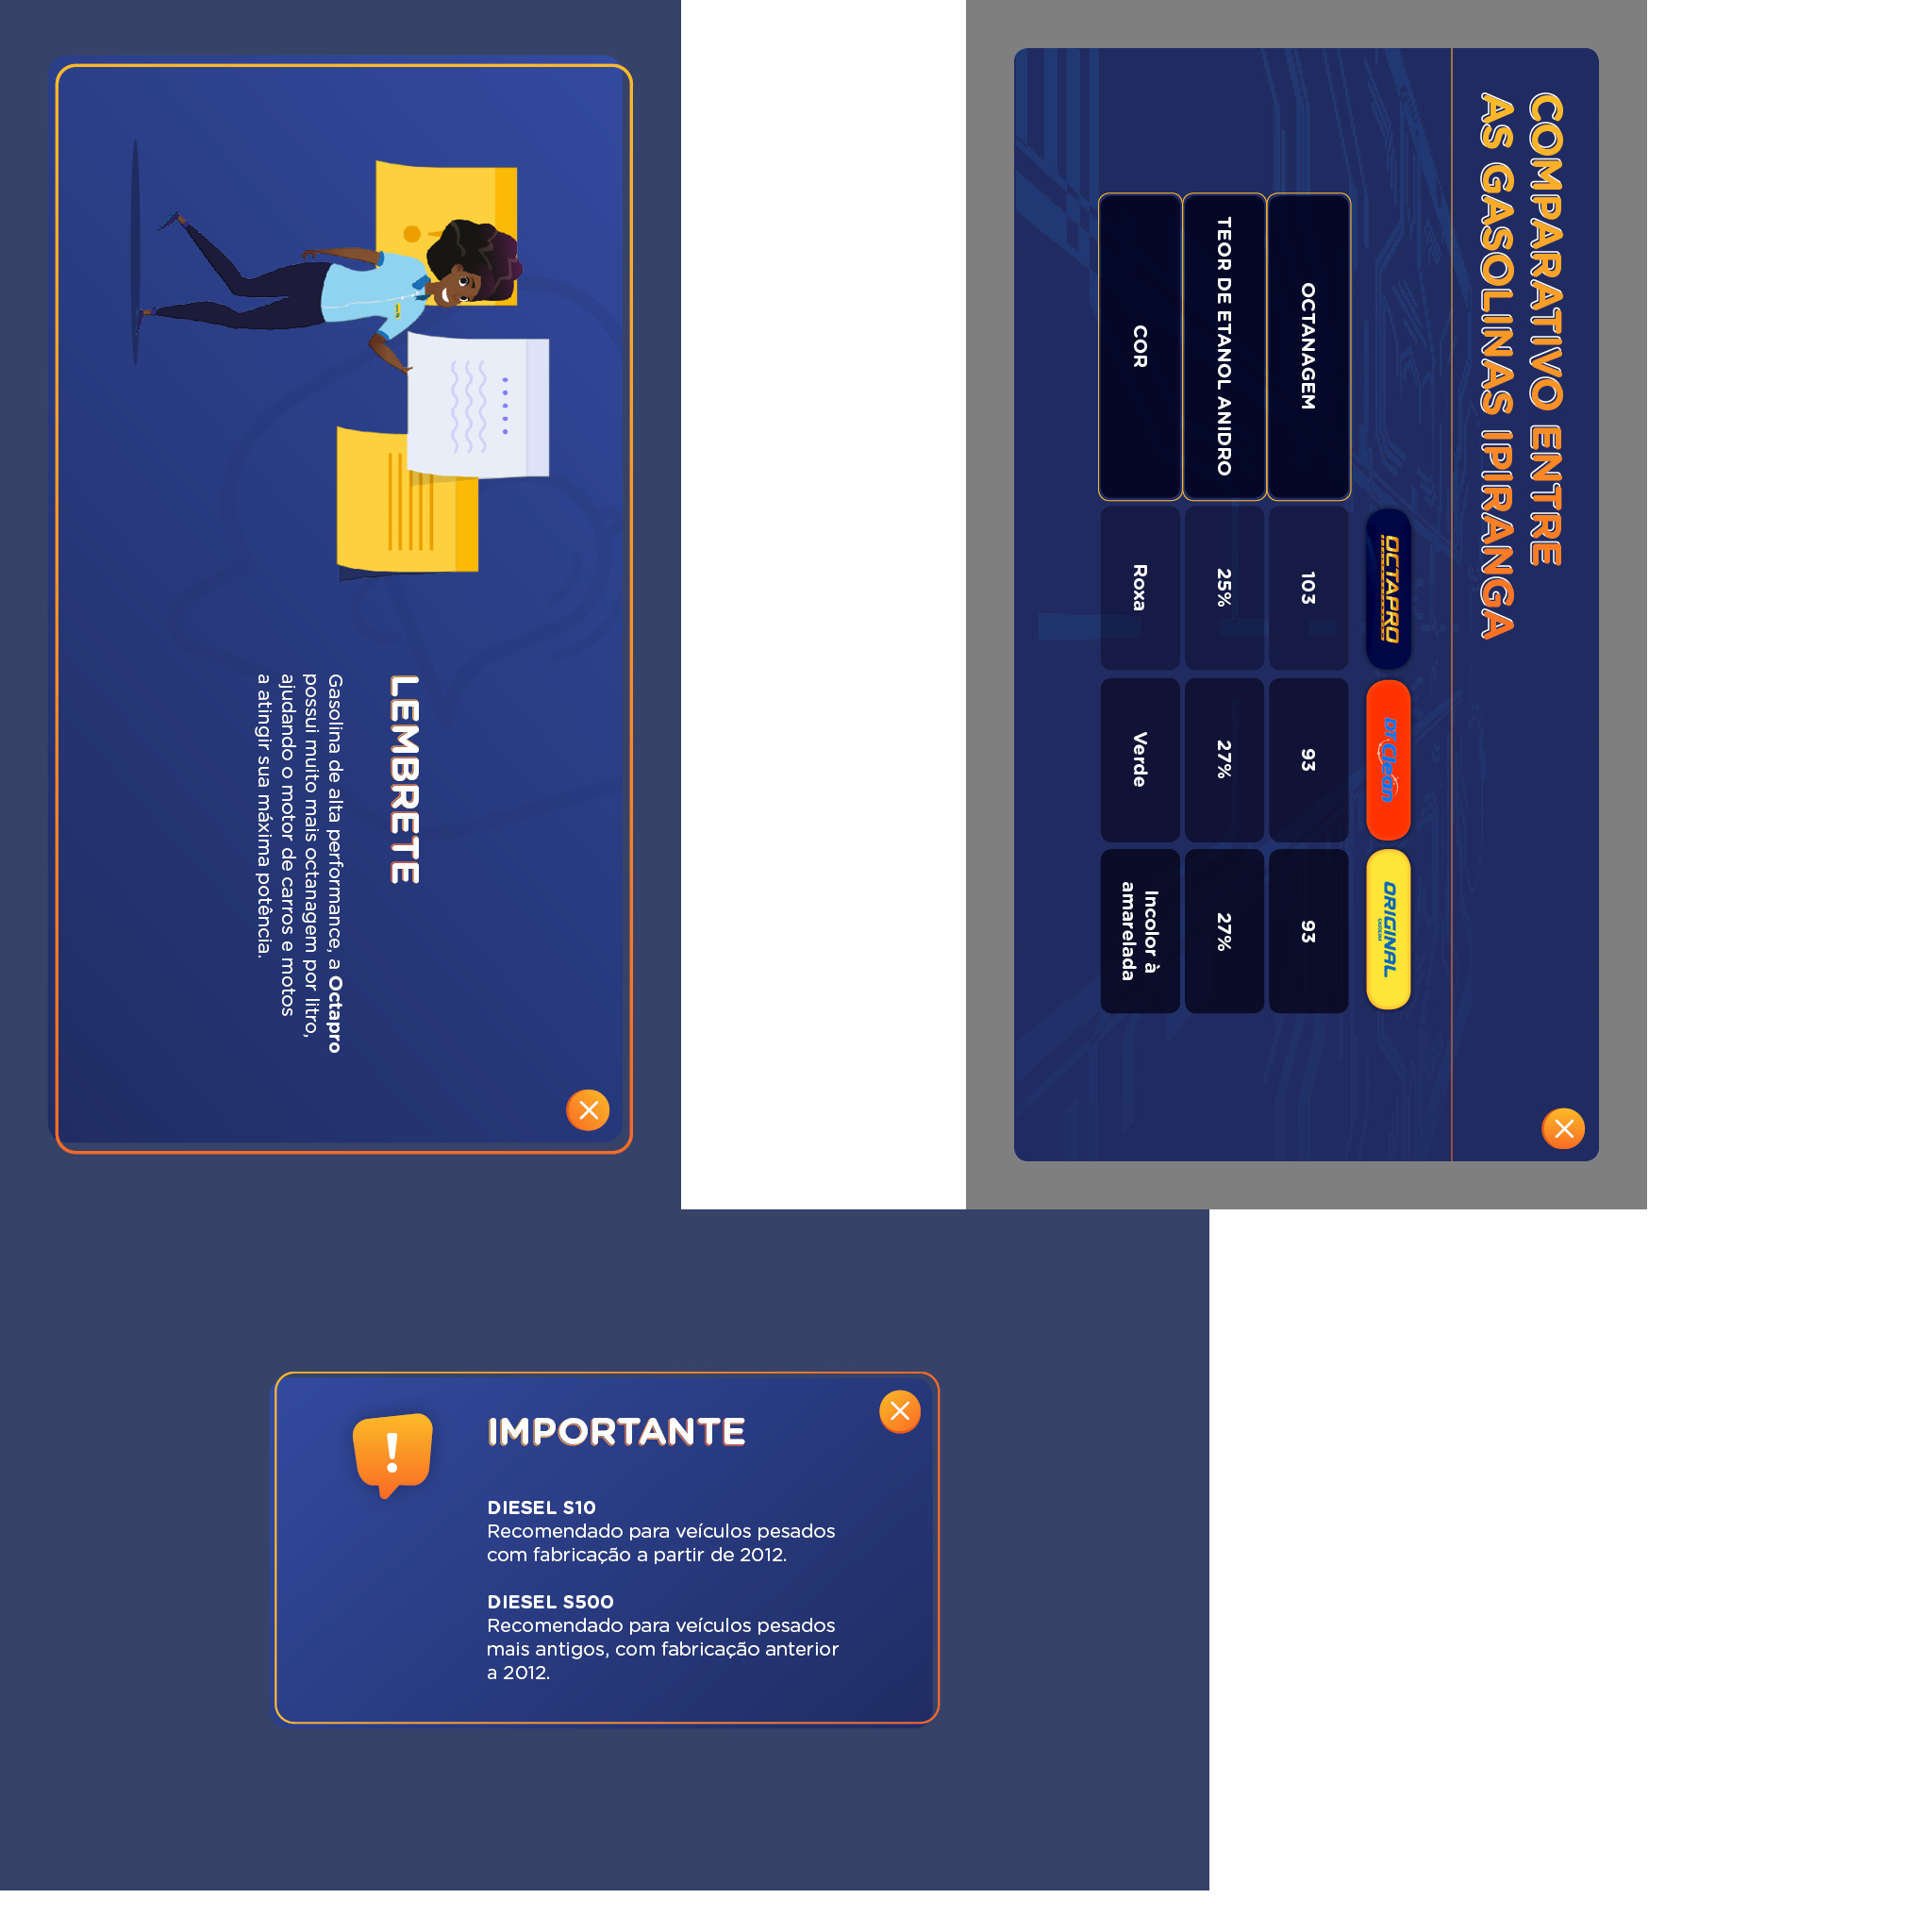 LEMBRETE
Gasolina de alta performance, a Octapro
possui muito mais octanagem por litro,
ajudando o motor de carros e motos
a atingir sua máxima potência.
COMPARATIVO ENTRE
AS GASOLINAS IPIRANGA
OCTAPRO DT Clean ORIGINAL
OCTANAGEM 103 93 93
TEOR DE ETANOL ANIDRO 25% 27% 27%
COR Roxa Verde Incolor à
amarelada
IMPORTANTE
DIESEL S10
Recomendado para veículos pesados
com fabricação a partir de 2012.
DIESEL S500
Recomendado para veículos pesados
mais antigos, com fabricação anterior
a 2012.